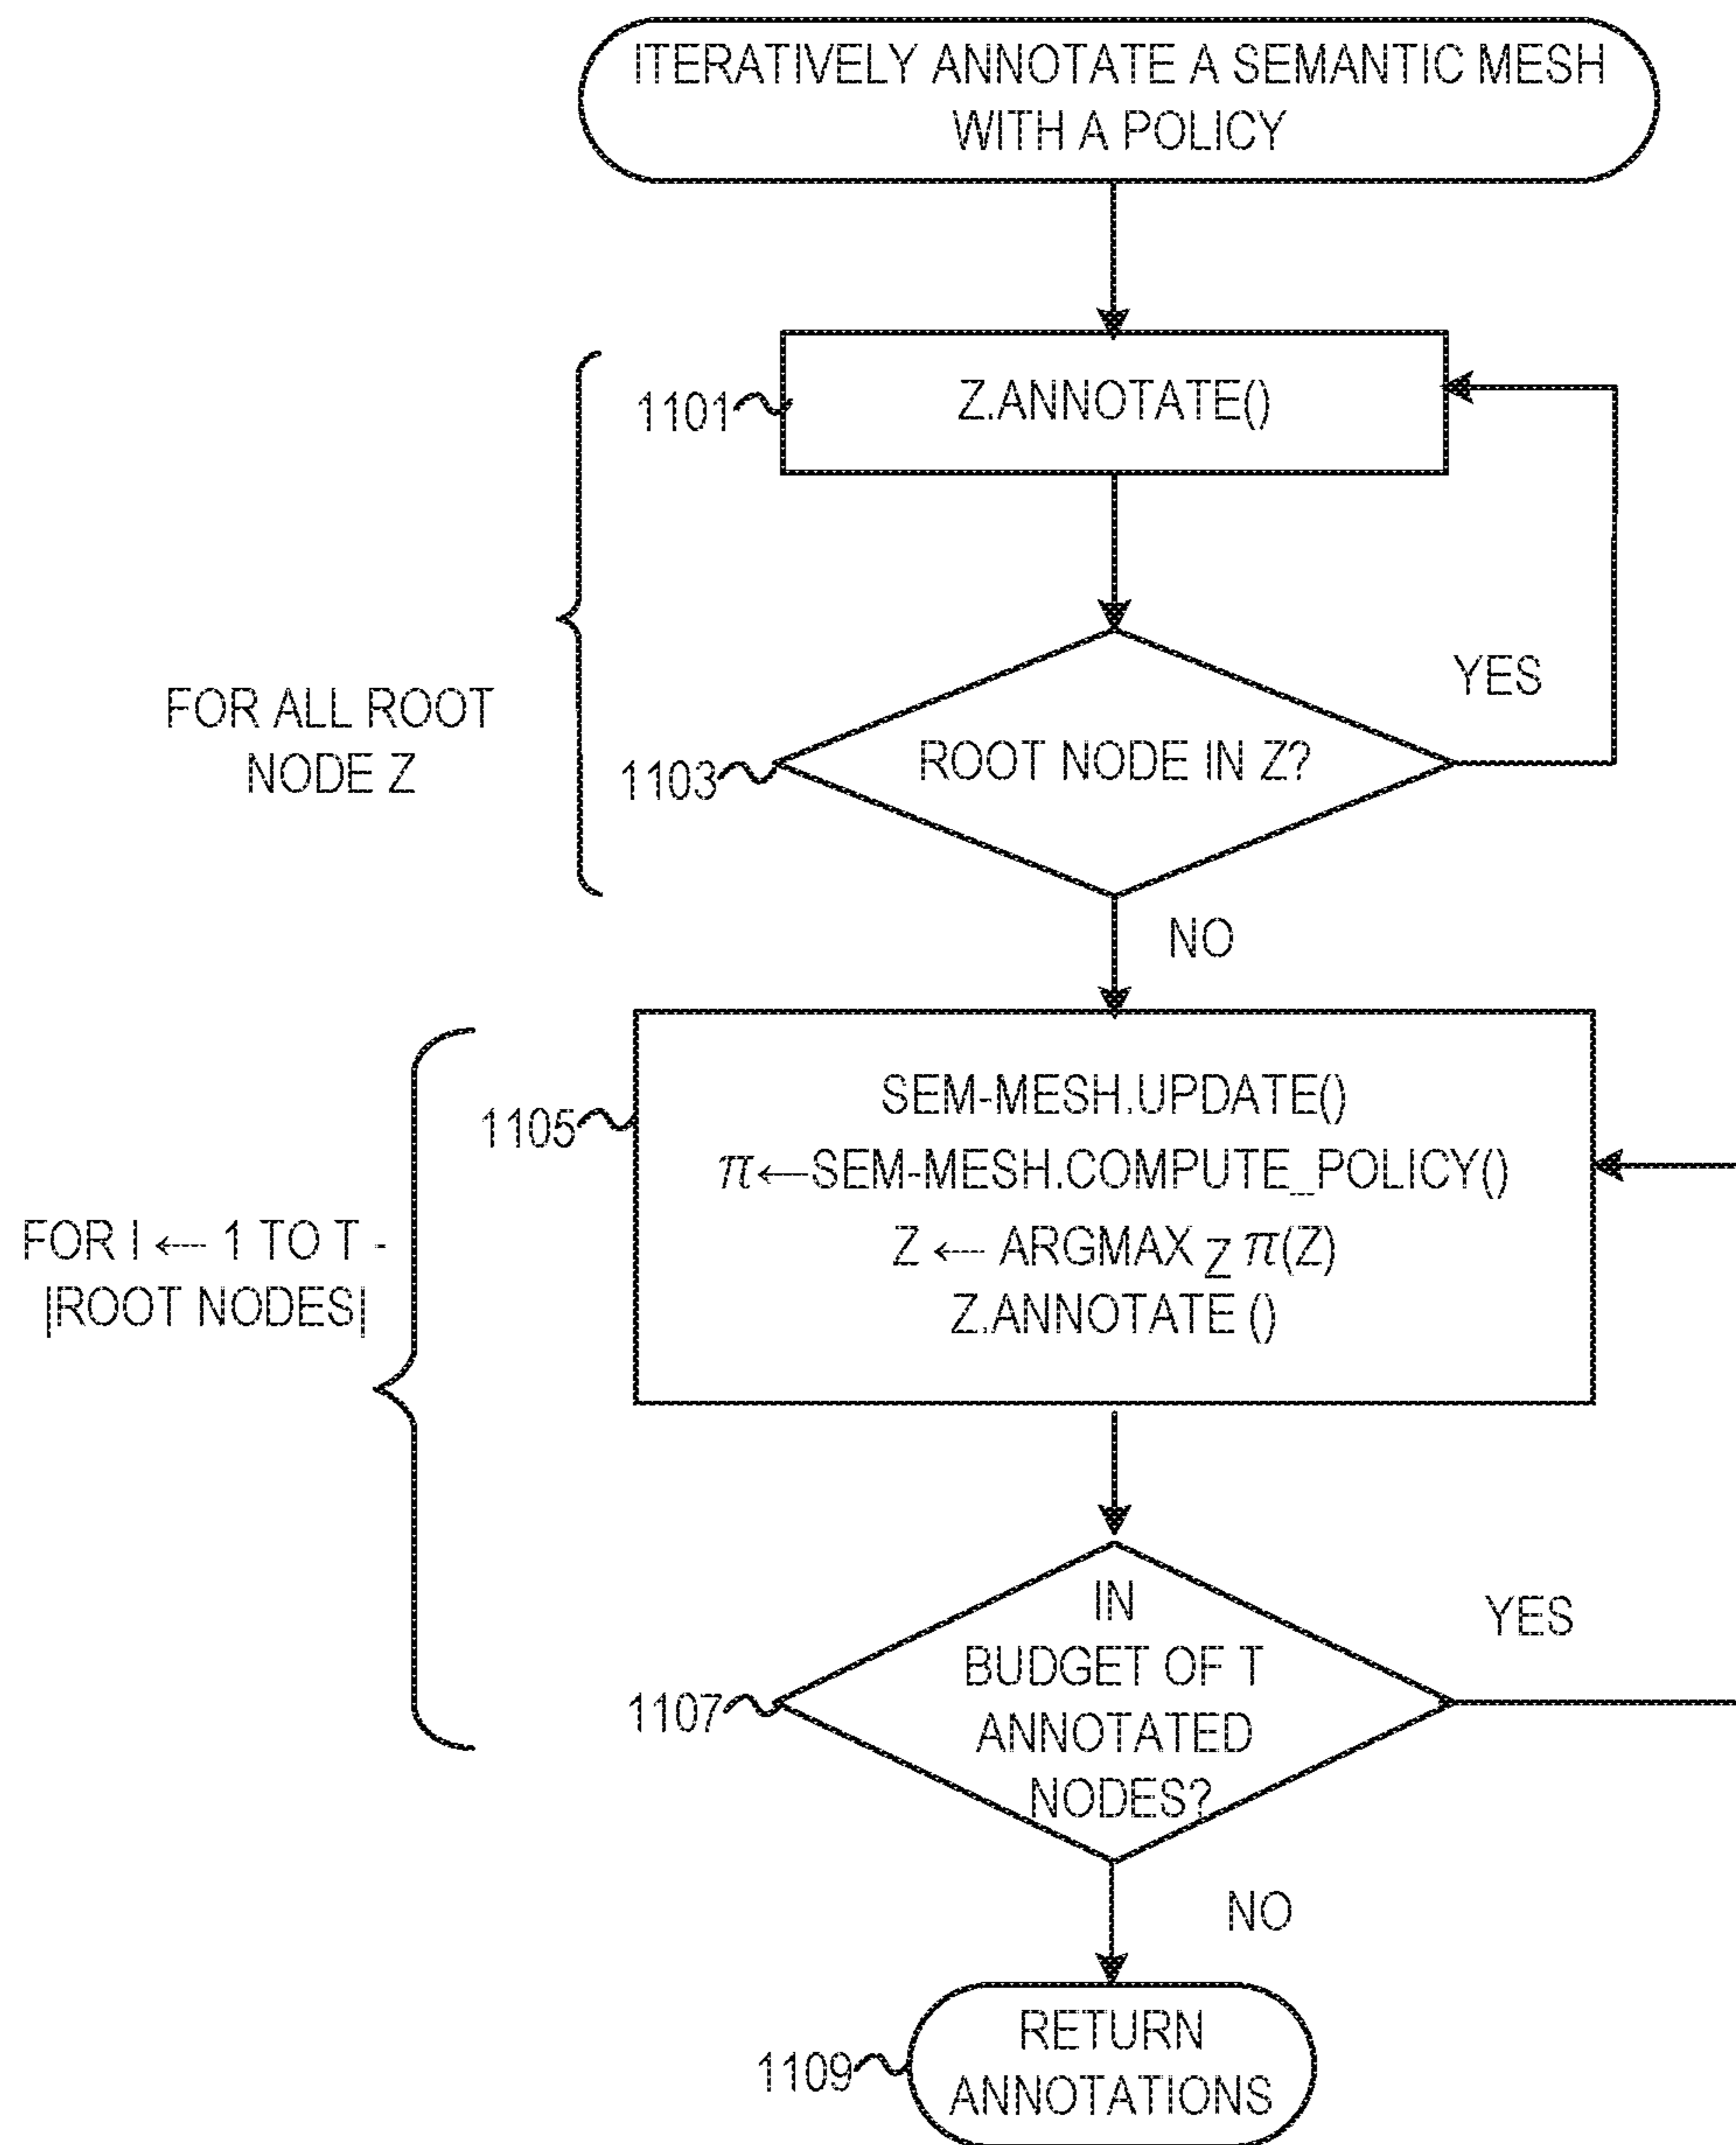 ITERATIVELY ANNOTATE A SEMANTIC MESH
WITH A POLICY
1101
Z.ANNOTATE()
YES
FOR ALL ROOT
NODE Z
1103
ROOT NODE IN Z?
NO
1105
SEM-MESH.UPDATE()
π←SEM-MESH.COMPUTE_POLICY()
Z ← ARGMAX Z π(Z)
Z.ANNOTATE ()
FOR I ← 1 TO T -
|ROOT NODES|
IN
BUDGET OF T
ANNOTATED
NODES?
YES
1107
NO
RETURN
ANNOTATIONS
1109